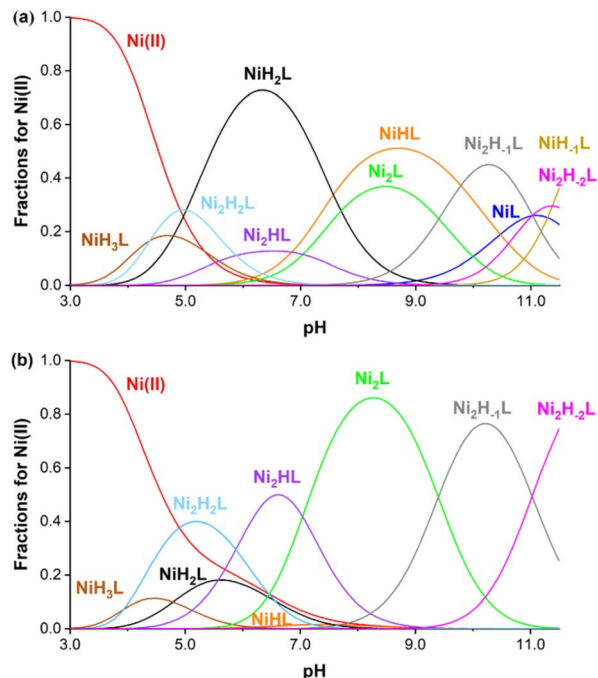 (a)
1.0
0.8
0.6
0.4
0.2
0.0
Fractions for Ni(II)
Ni(II)
NiH₃L
Ni₂H₂L
NiH₂L
Ni₂HL
NiHL
Ni₂L
Ni₂H₋₁L
NiL
NiH₋₁L
Ni₂H₋₂L
3.0 5.0 7.0 9.0 11.0
pH
(b)
1.0
0.8
0.6
0.4
0.2
0.0
Fractions for Ni(II)
Ni(II)
NiH₃L
Ni₂H₂L
NiH₂L
NiHL
Ni₂HL
Ni₂L
Ni₂H₋₁L
Ni₂H₋₂L
3.0 5.0 7.0 9.0 11.0
pH